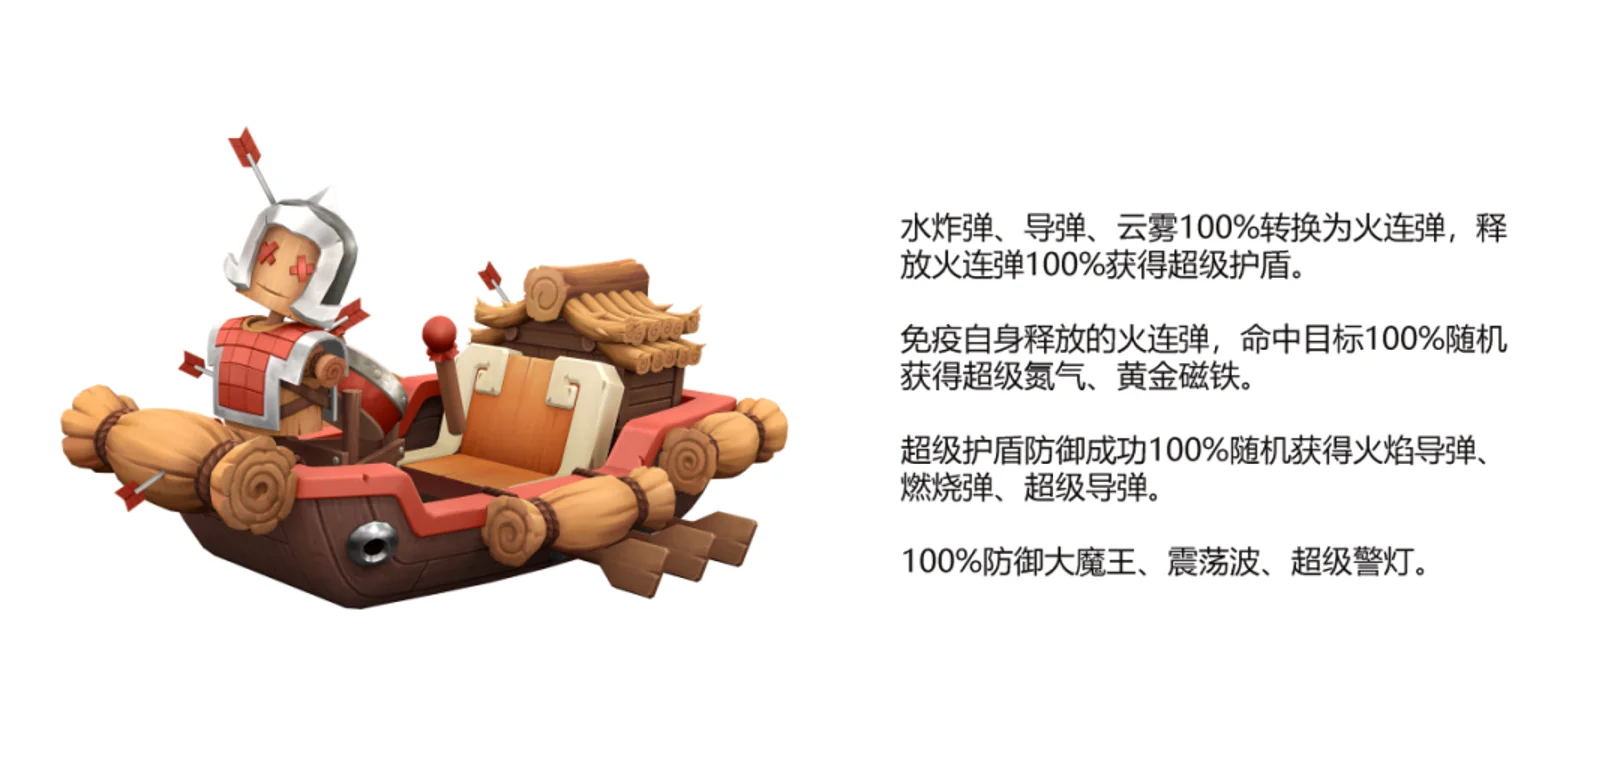 水炸弹、导弹、云雾100%转换为火连弹，释
放火连弹100%获得超级护盾。
免疫自身释放的火连弹，命中目标100%随机
获得超级氮气、黄金磁铁。
超级护盾防御成功100%随机获得火焰导弹、
燃烧弹、超级导弹。
100%防御大魔王、震荡波、超级警灯。